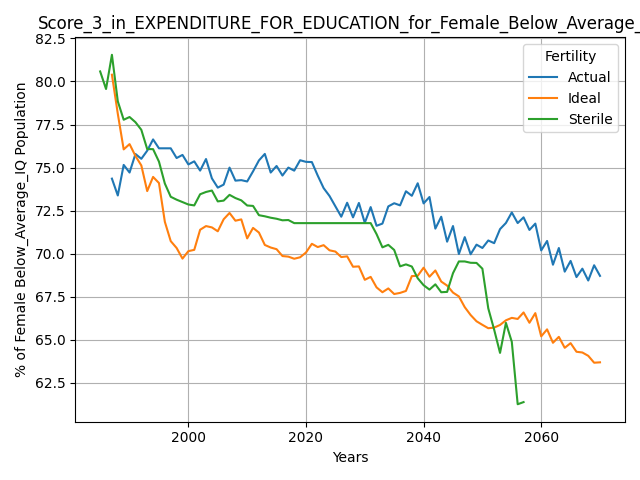 Score_3_in_EXPENDITURE_FOR_EDUCATION_for_Female_Below_Average_
82.5
80.0
77.5
75.0
72.5
70.0
67.5
65.0
62.5
% of Female Below_Average_IQ Population
Fertility
Actual
Ideal
Sterile
2000
2020
2040
2060
Years